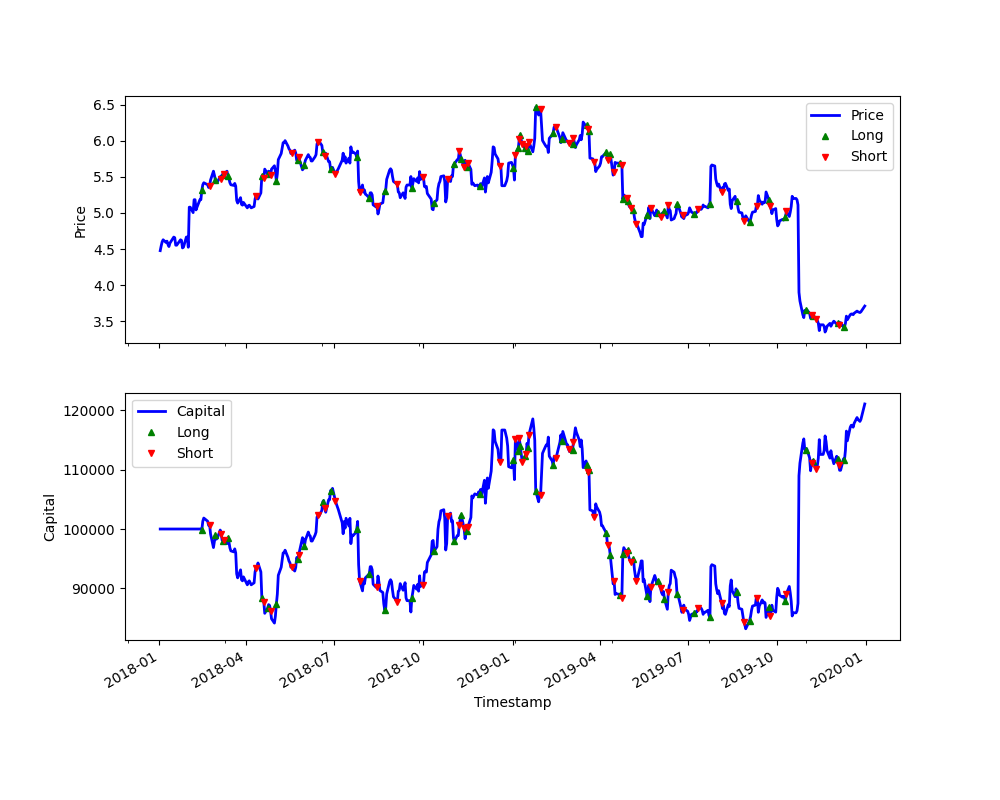 6.5
6.0
5.5
5.0
4.5
4.0
3.5
Price
Price
Long
Short
120000
110000
100000
90000
Capital
Capital
Long
Short
2018-01
2018-04
2018-07
2018-10
2019-01
2019-04
2019-07
2019-10
2020-01
Timestamp